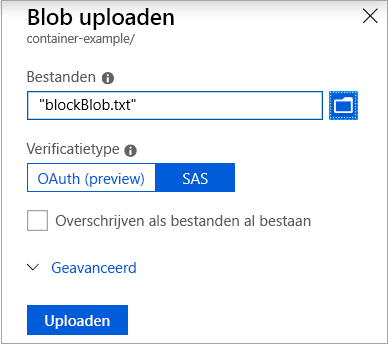 Blob uploaden
container-example/
Bestanden
"blockBlob.txt"
Verificatietype
OAuth (preview) SAS
Overschrijven als bestanden al bestaan
Geavanceerd
Uploaden